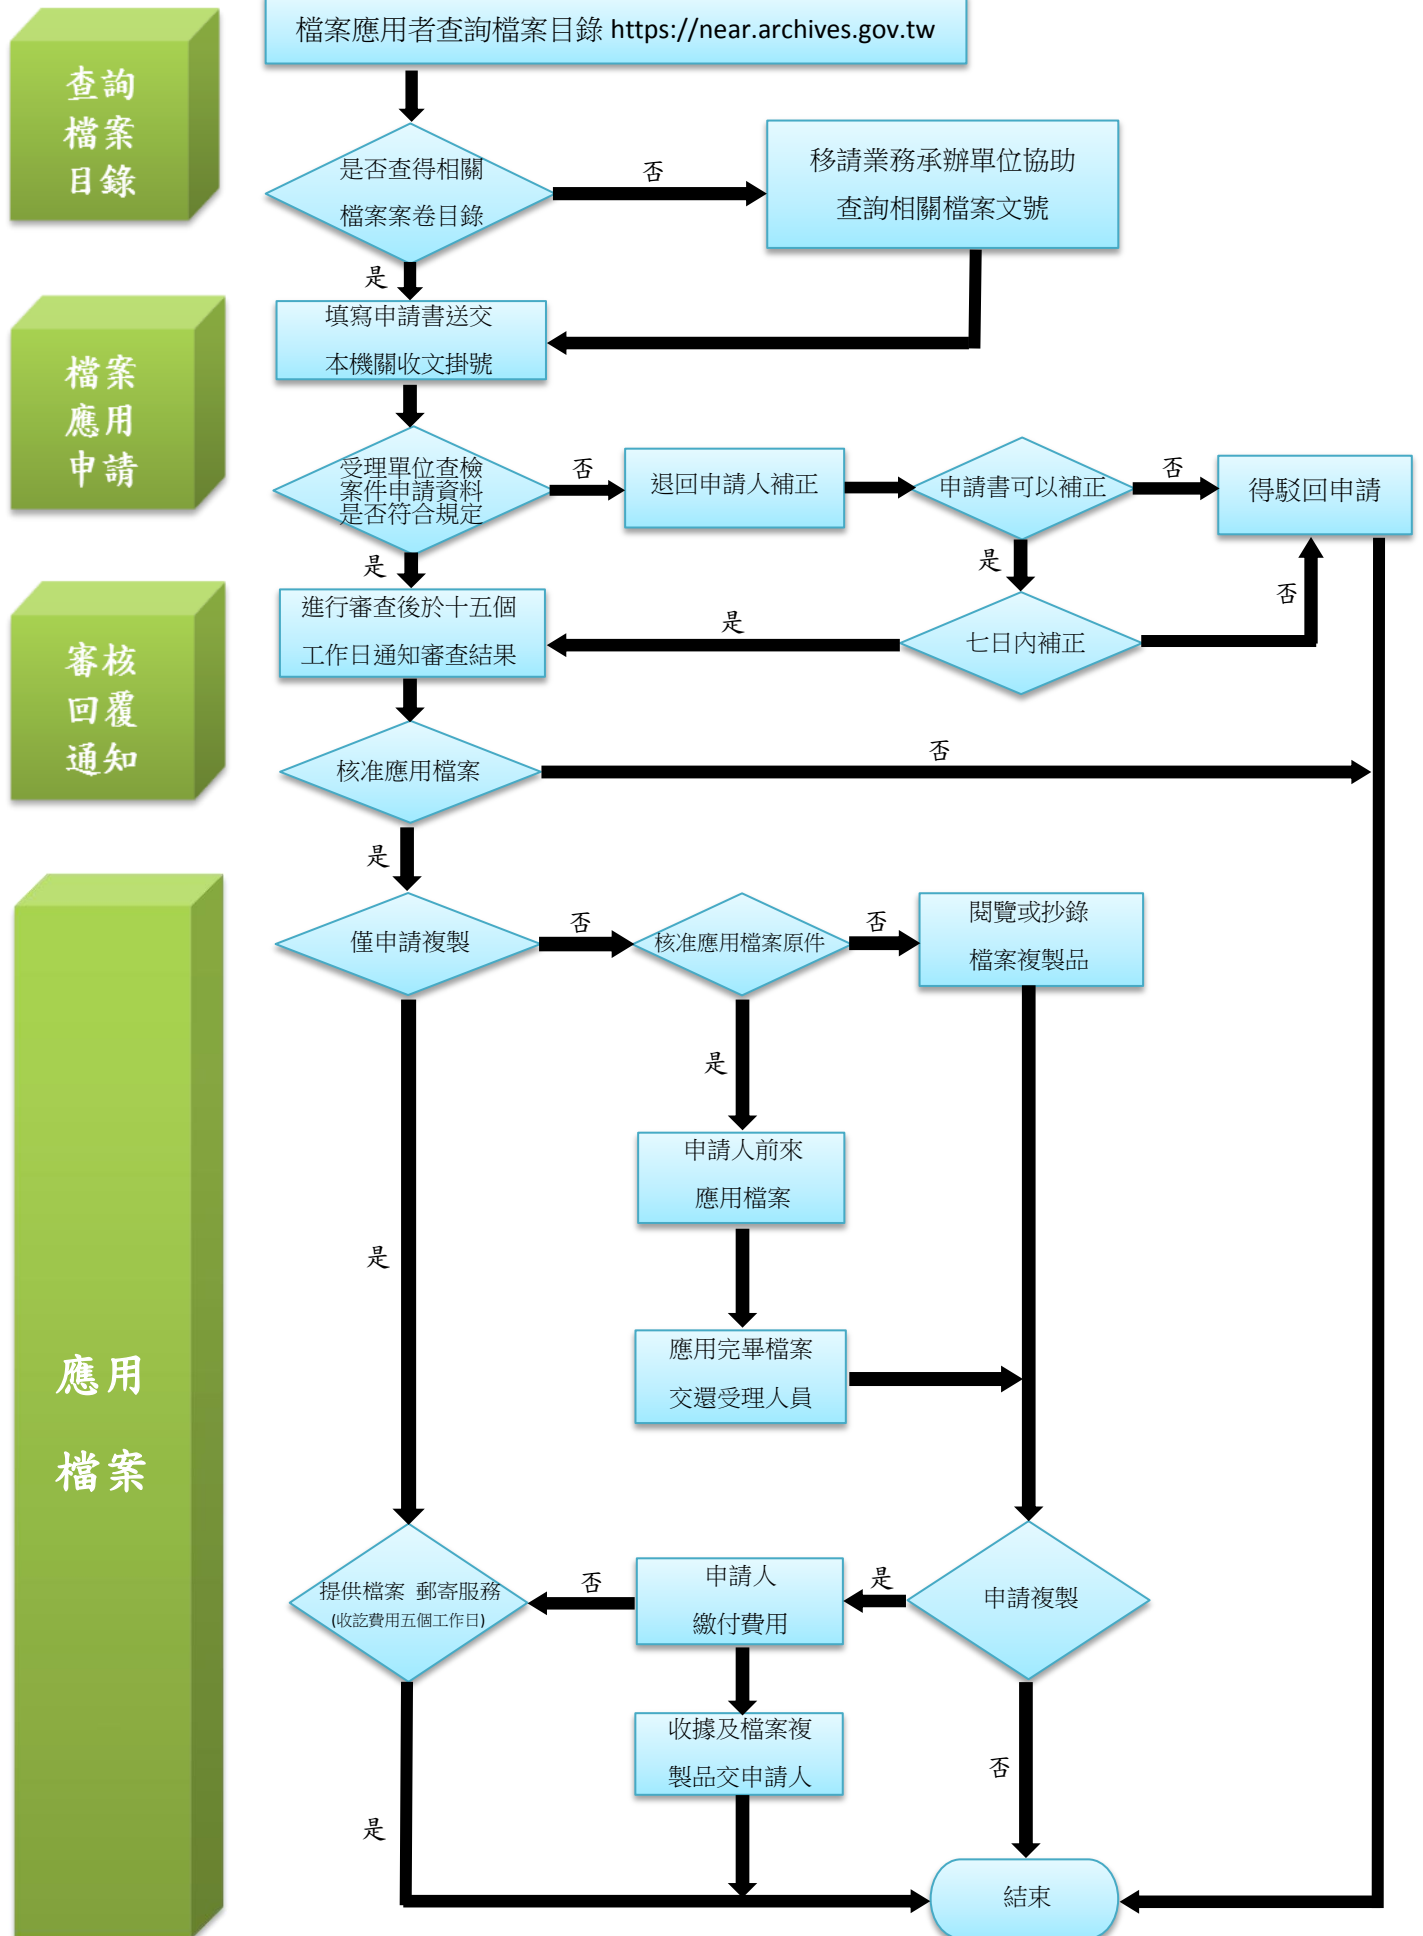 檔案應用者查詢檔案目錄 https://near.archives.gov.tw
查詢
檔案
目錄
是否查得相關
檔案案卷目錄
否
移請業務承辦單位協助
查詢相關檔案文號
是
填寫申請書送交
本機關收文掛號
檔案
應用
申請
受理單位查檢
案件申請資料
是否符合規定
否
退回申請人補正
申請書可以補正
否
得駁回申請
是
是
否
進行審查後於十五個
工作日通知審查結果
是
七日內補正
審核
回覆
通知
核准應用檔案
否
是
僅申請複製
否
核准應用檔案原件
否
閱覽或抄錄
檔案複製品
是
申請人前來
應用檔案
是
應用完畢檔案
交還受理人員
應用
檔案
提供檔案 郵寄服務
(收訖費用五個工作日)
否
申請人
繳付費用
是
申請複製
收據及檔案複
製品交申請人
否
是
結束